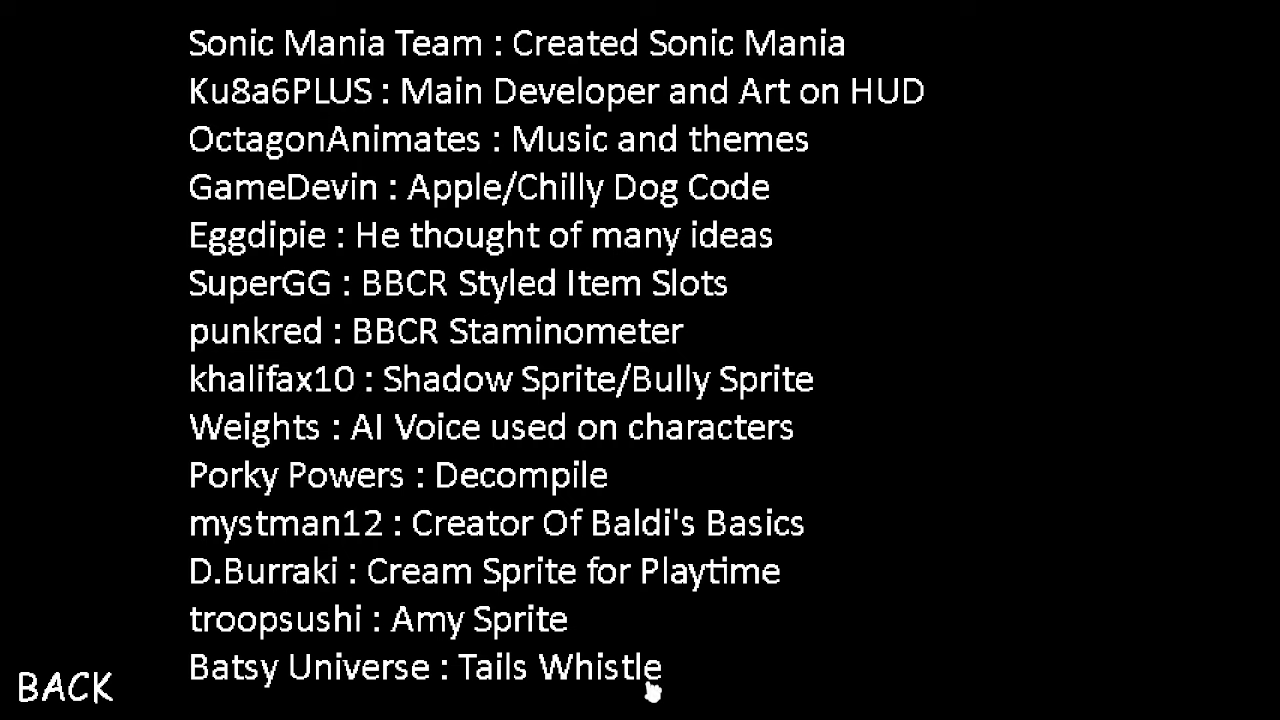 Sonic Mania Team : Created Sonic Mania
Ku8a6PLUS : Main Developer and Art on HUD
OctagonAnimates : Music and themes
GameDevin : Apple/Chilly Dog Code
Eggdipie : He thought of many ideas
SuperGG : BBCR Styled Item Slots
punkred : BBCR Staminometer
khalifax10 : Shadow Sprite/Bully Sprite
Weights : AI Voice used on characters
Porky Powers : Decompile
mystman12 : Creator Of Baldi's Basics
D.Burraki : Cream Sprite for Playtime
troopsushi : Amy Sprite
Batsy Universe : Tails Whistle
BACK